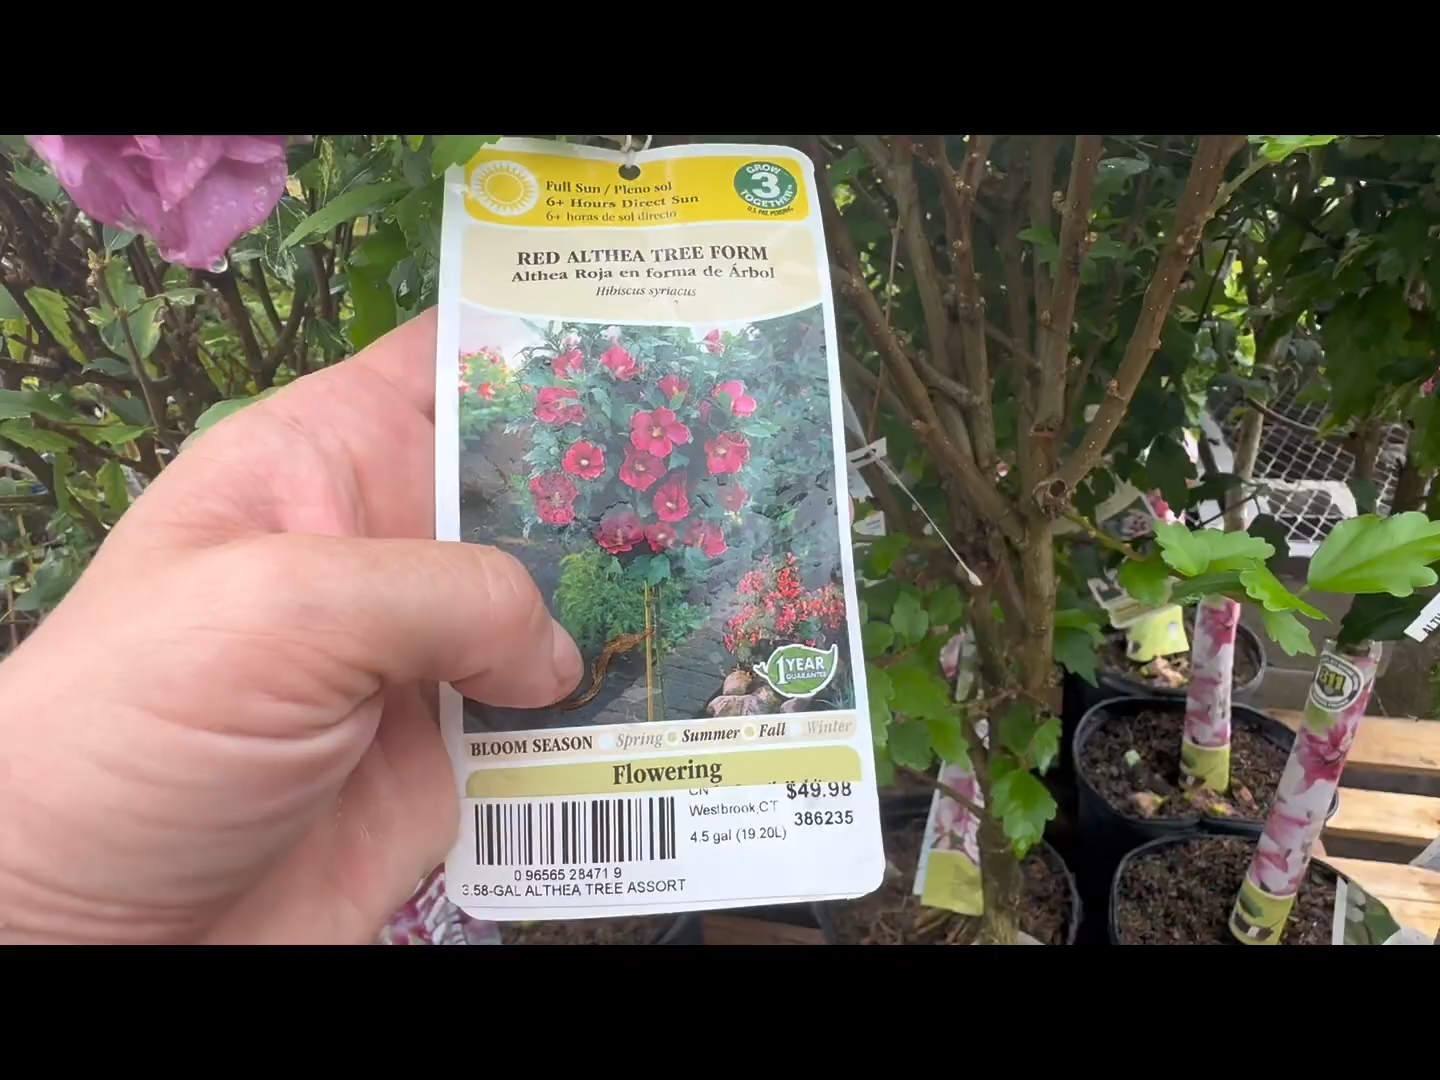 Full Sun / Pleno sol
6+ Hours Direct Sun
6+ horas de sol directo
GROW
3
TOGETHER
U.S. PAT. PENDING
RED ALTHEA TREE FORM
Althea Roja en forma de Árbol
Hibiscus syriacus
1 YEAR
GUARANTEE
BLOOM SEASON Spring Summer Fall Winter
Flowering
$49.98
Westbrook,CT
386235
4.5 gal (19.20L)
0 96565 28471 9
3.58-GAL ALTHEA TREE ASSORT
811